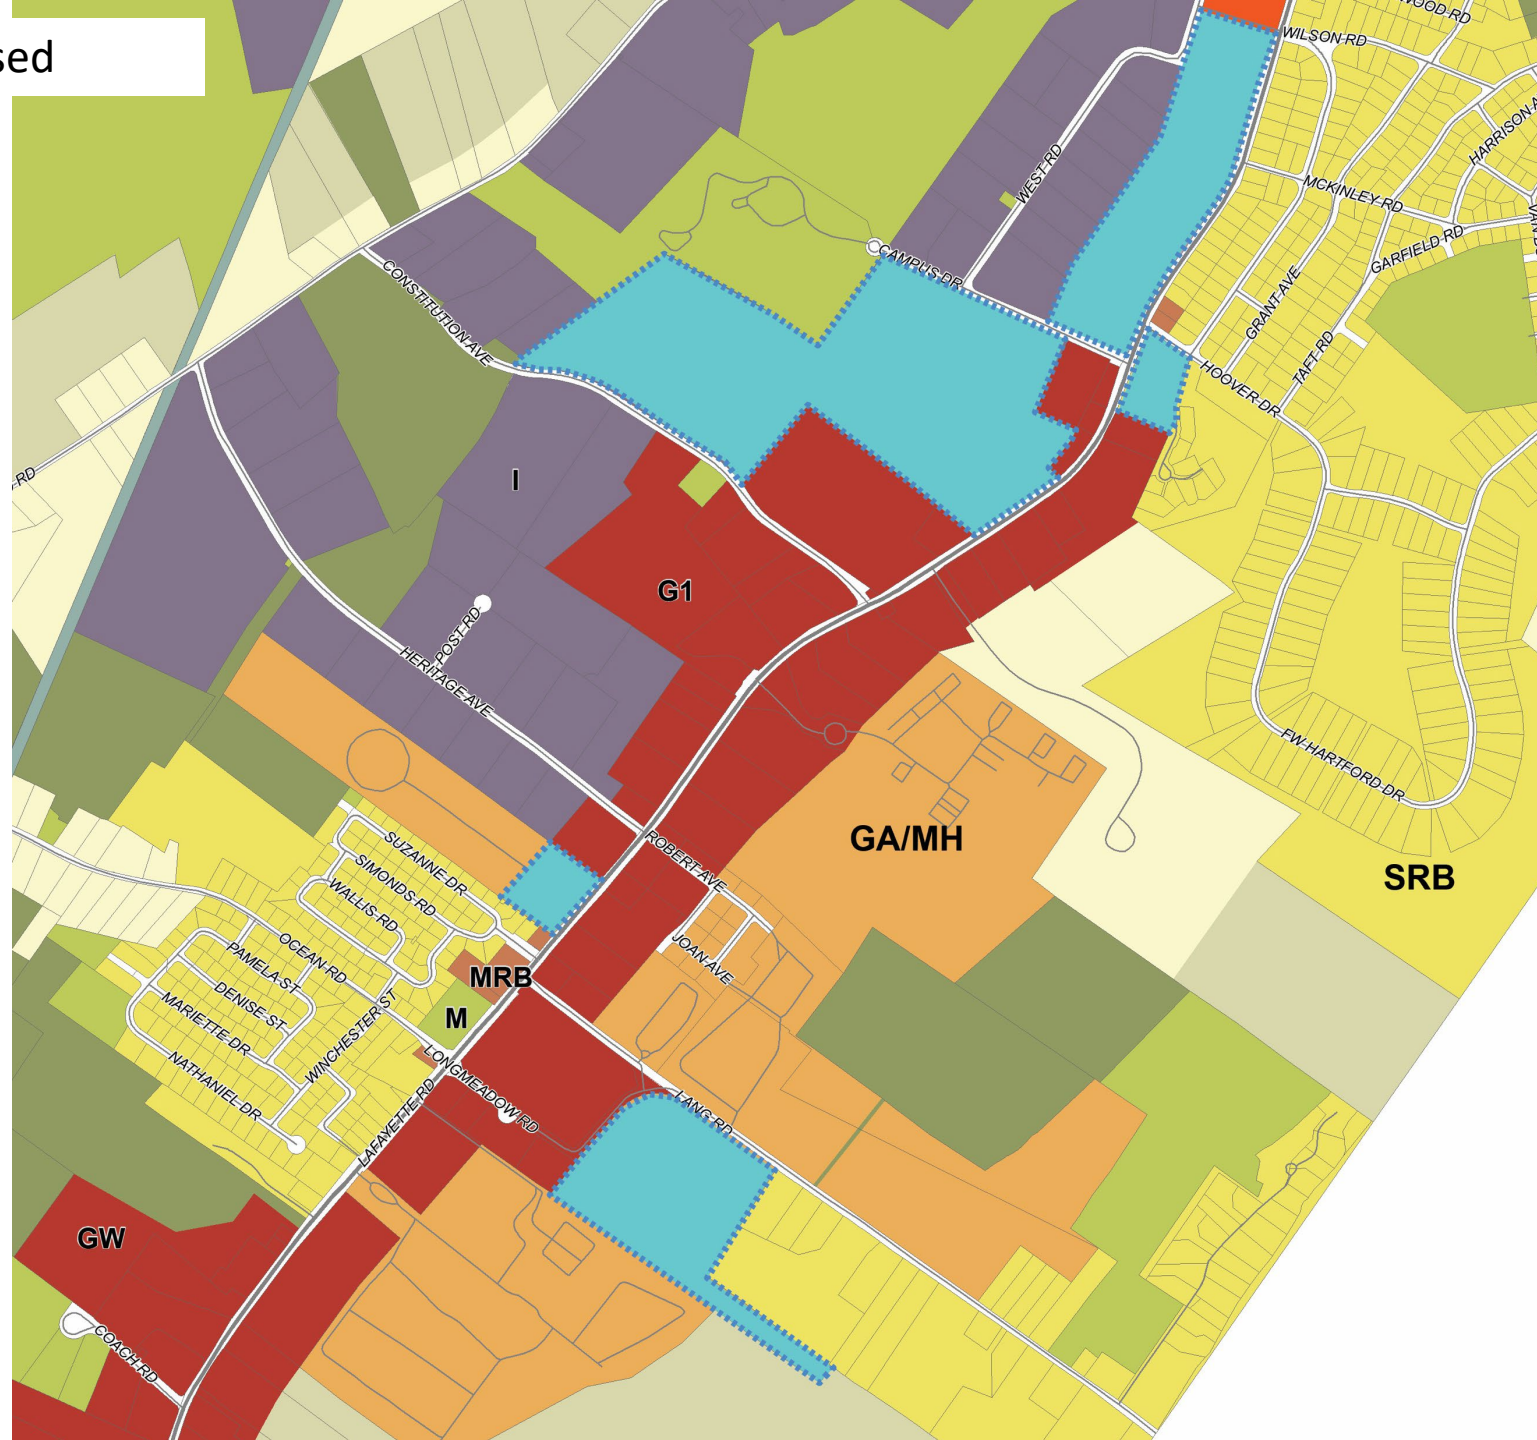 sed
WOOD RD
WILSON RD
HARRISON A
WEST RD
MCKINLEY RD
GARFIELD RD
CAMPUS DR
CONSTITUTION AVE
GRANT AVE
TAFT RD
HOOVER DR
RD
I
G1
POST RD
HERITAGE AVE
FW HARTFORD DR
ROBERT AVE
GA/MH
SRB
SUZANNE DR
SIMONDS RD
WALLIS RD
OCEAN RD
PAMELA ST
JOAN AVE
DENISE ST
MRB
MARIETTE DR
WINCHESTER ST
M
NATHANIEL DR
LONGMEADOW RD
LAFAYETTE RD
LANG RD
GW
COACH RD